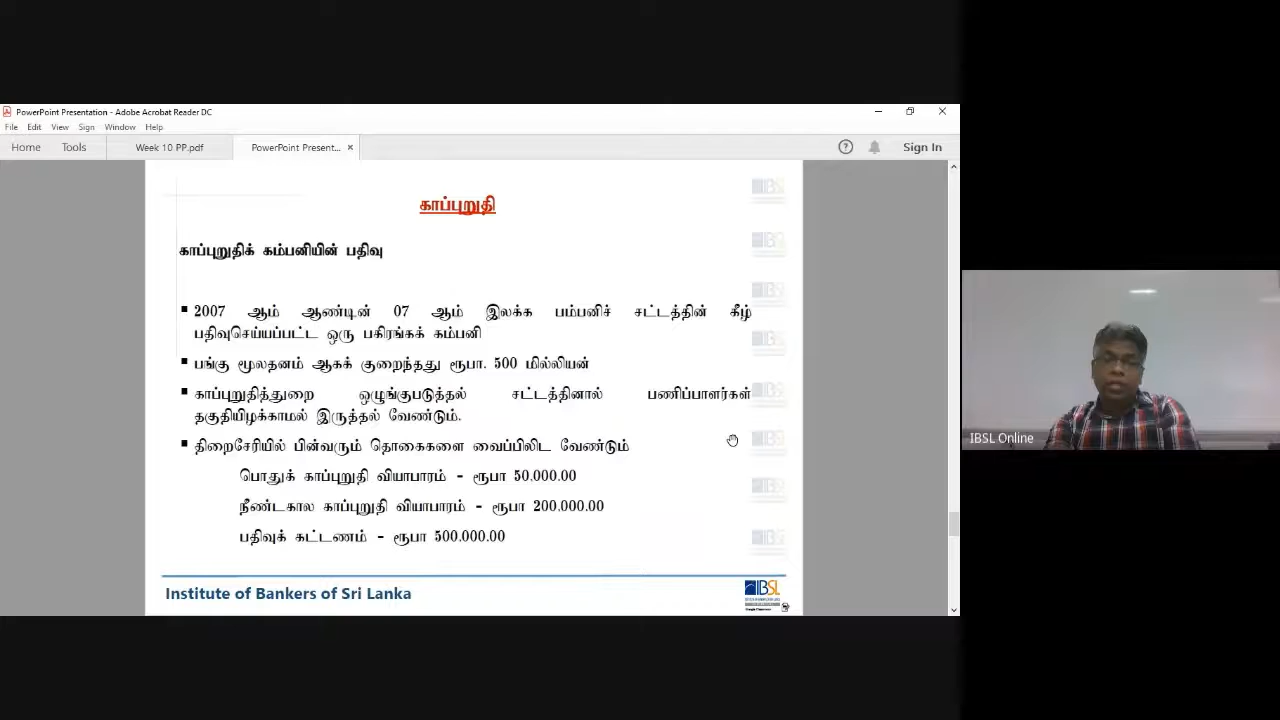 PowerPoint Presentation - Adobe Acrobat Reader DC
File Edit View Sign Window Help
Home Tools Week 10 PP.pdf PowerPoint Present... × Sign In
காப்புறுதி
காப்புறுதிக் கம்பனியின் பதிவு
▪ 2007 ஆம் ஆண்டின் 07 ஆம் இலக்க பம்பனிச் சட்டத்தின் கீழ்
பதிவுசெய்யப்பட்ட ஒரு பகிரங்கக் கம்பனி
▪ பங்கு மூலதனம் ஆகக் குறைந்தது ரூபா. 500 மில்லியன்
▪ காப்புறுதித்துறை ஒழுங்குபடுத்தல் சட்டத்தினால் பணிப்பாளர்கள்
தகுதியிழக்காமல் இருத்தல் வேண்டும்.
▪ திறைசேரியில் பின்வரும் தொகைகளை வைப்பிலிட வேண்டும்
பொதுக் காப்புறுதி வியாபாரம் - ரூபா 50,000.00
நீண்டகால காப்புறுதி வியாபாரம் - ரூபா 200.000.00
பதிவுக் கட்டணம் - ரூபா 500.000.00
Institute of Bankers of Sri Lanka
IBSL
IBSL Online